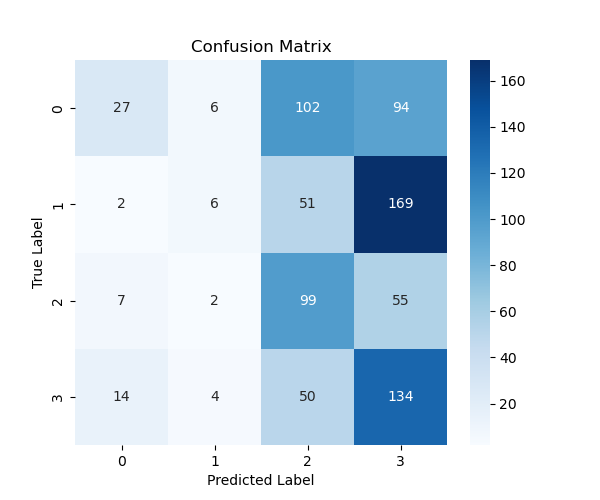 Confusion Matrix
0 27 6 102 94
1 2 6 51 169
2 7 2 99 55
3 14 4 50 134
0 1 2 3
True Label
Predicted Label
160
140
120
100
80
60
40
20